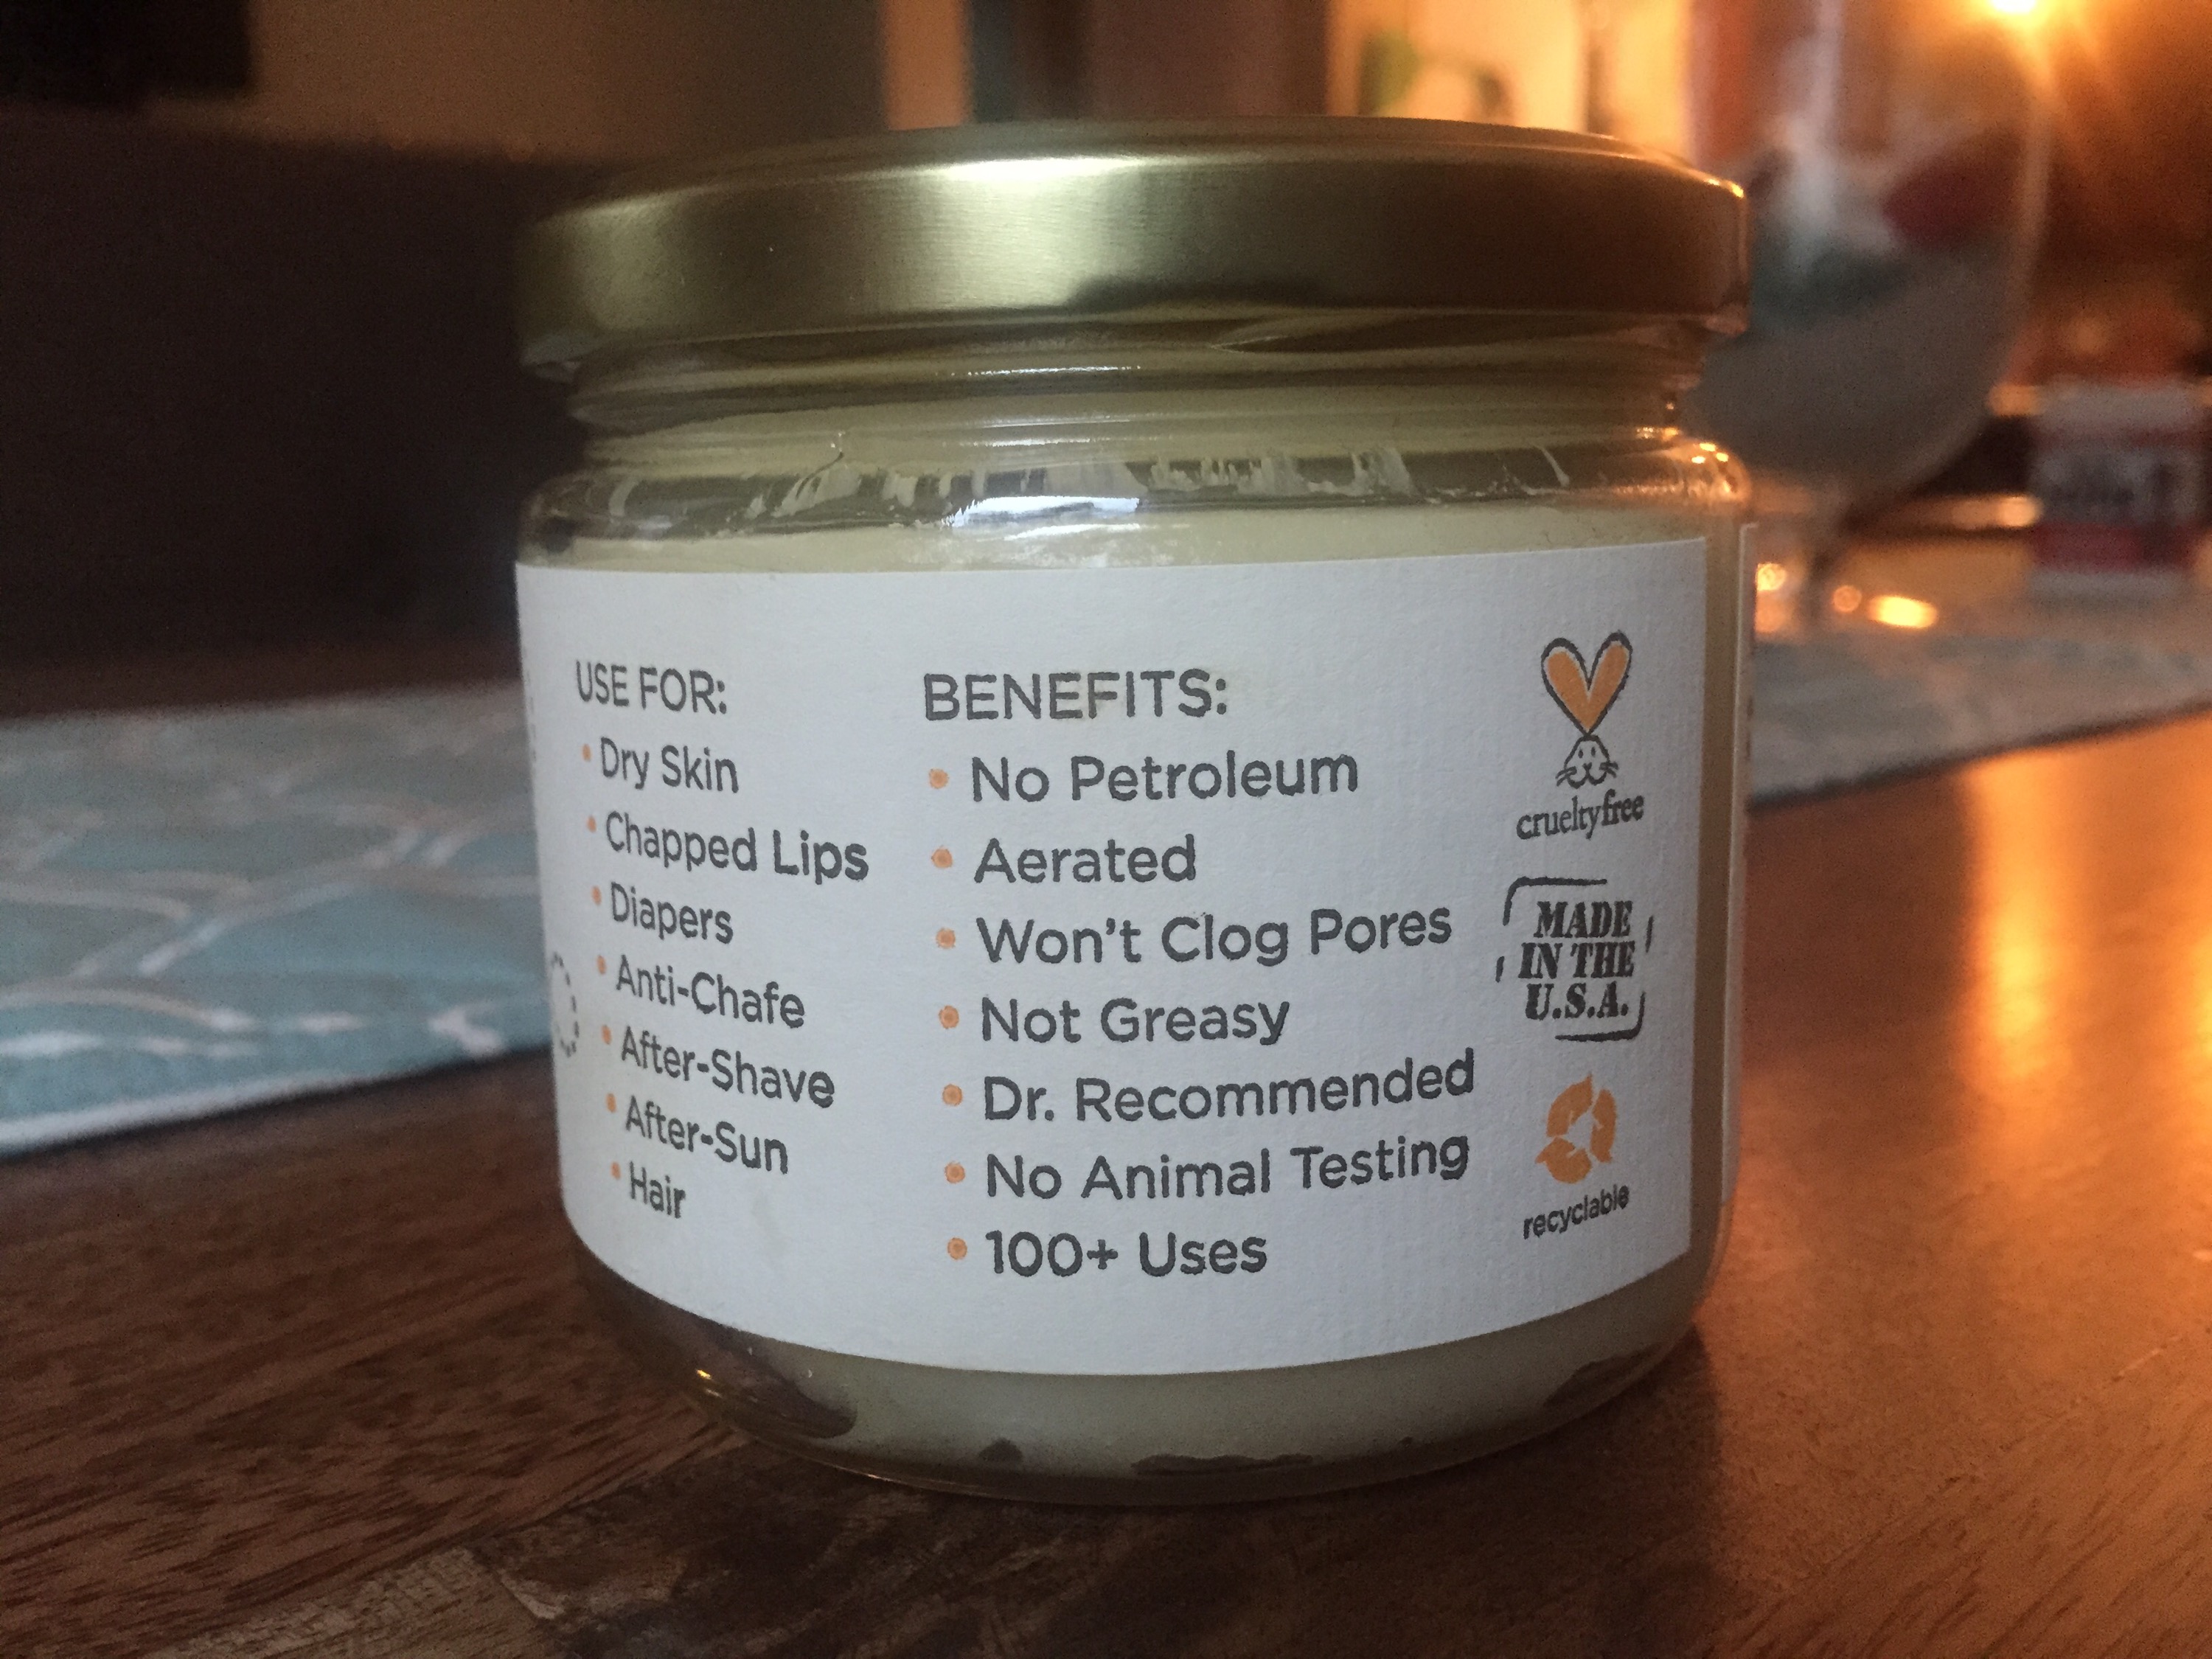 USE FOR:
• Dry Skin
• Chapped Lips
• Diapers
• Anti-Chafe
• After-Shave
• After-Sun
• Hair
BENEFITS:
• No Petroleum
• Aerated
• Won't Clog Pores
• Not Greasy
• Dr. Recommended
• No Animal Testing
• 100+ Uses
crueltyfree
MADE
IN THE
U.S.A.
recyclable